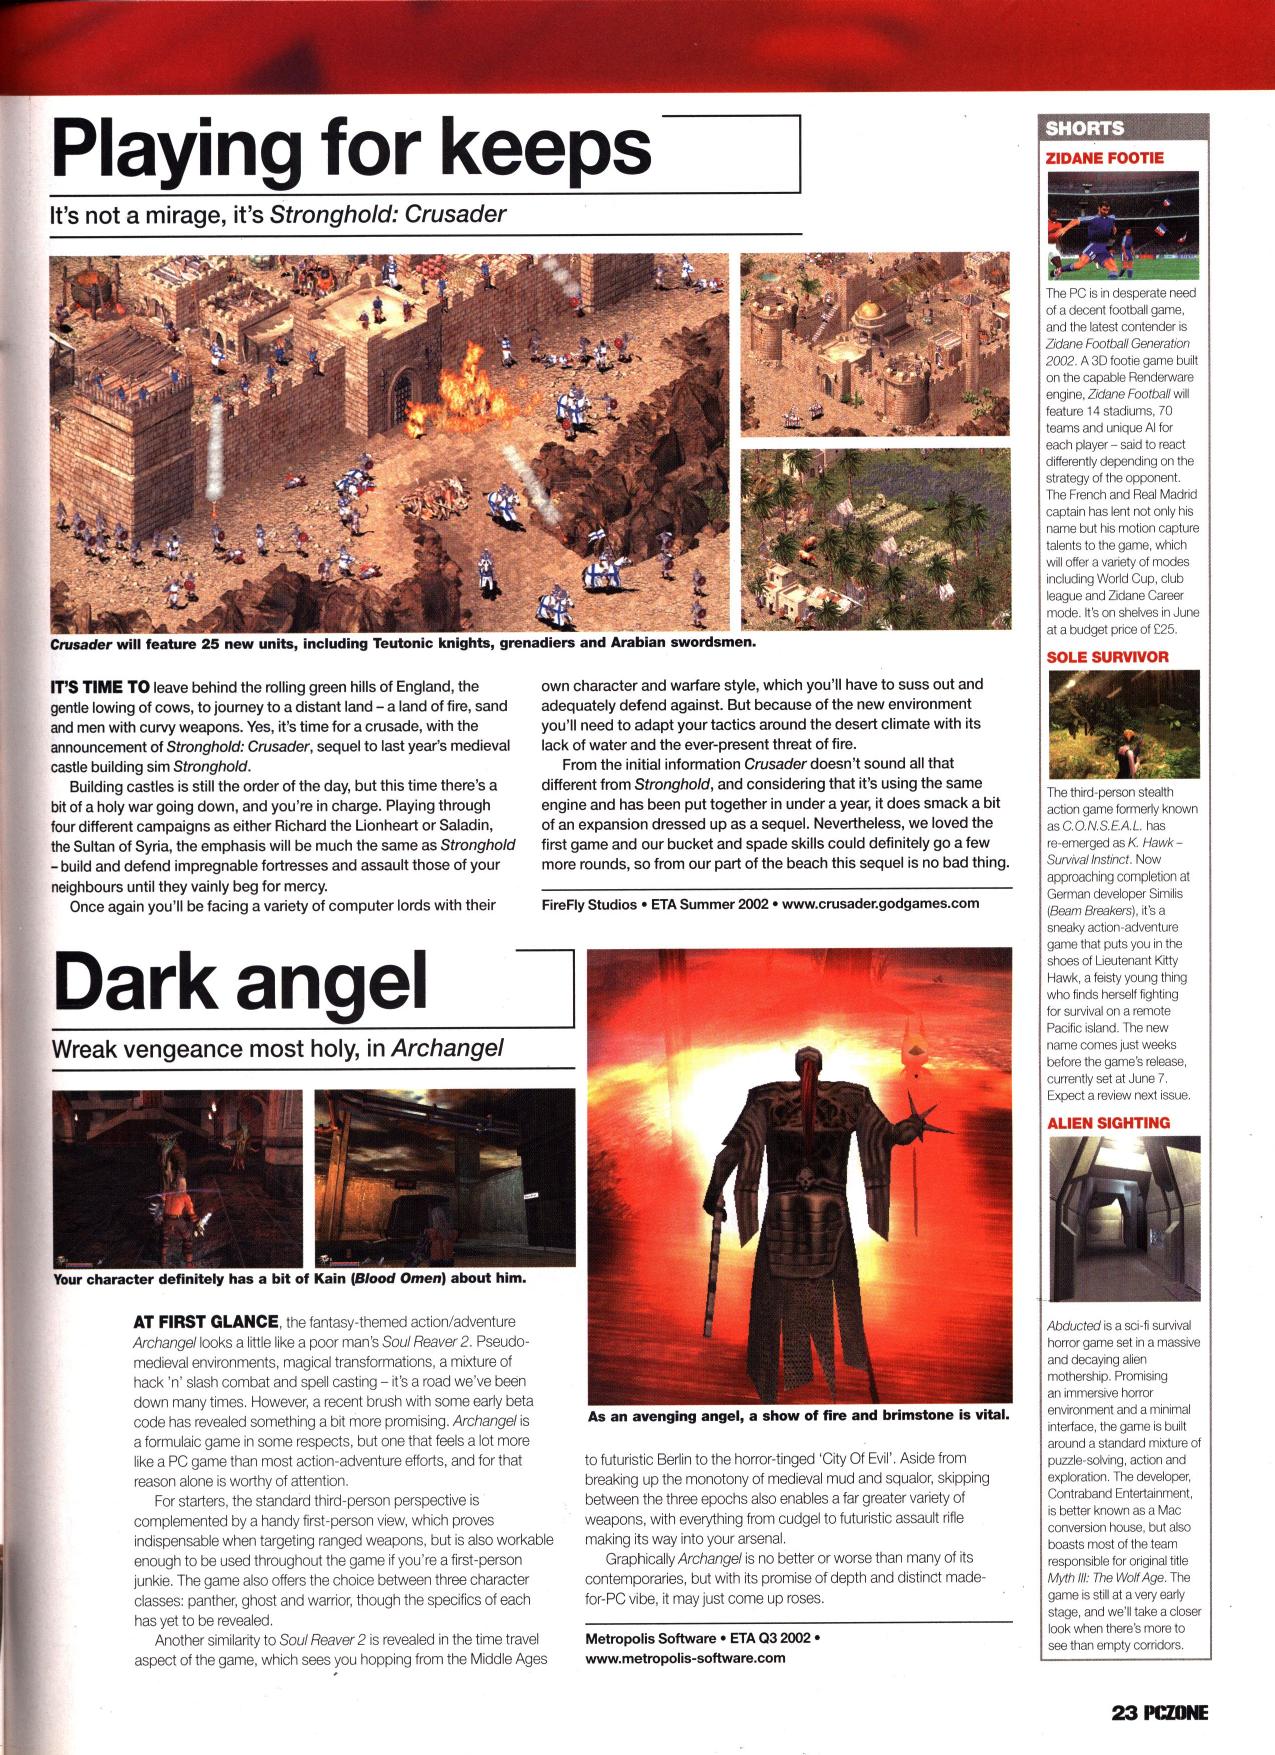 Playing for keeps
It's not a mirage, it's Stronghold: Crusader
Crusader will feature 25 new units, including Teutonic knights, grenadiers and Arabian swordsmen.
IT'S TIME TO leave behind the rolling green hills of England, the
gentle lowing of cows, to journey to a distant land – a land of fire, sand
and men with curvy weapons. Yes, it's time for a crusade, with the
announcement of Stronghold: Crusader, sequel to last year's medieval
castle building sim Stronghold.
Building castles is still the order of the day, but this time there's a
bit of a holy war going down, and you're in charge. Playing through
four different campaigns as either Richard the Lionheart or Saladin,
the Sultan of Syria, the emphasis will be much the same as Stronghold
– build and defend impregnable fortresses and assault those of your
neighbours until they vainly beg for mercy.
Once again you'll be facing a variety of computer lords with their
own character and warfare style, which you'll have to suss out and
adequately defend against. But because of the new environment
you'll need to adapt your tactics around the desert climate with its
lack of water and the ever-present threat of fire.
From the initial information Crusader doesn't sound all that
different from Stronghold, and considering that it's using the same
engine and has been put together in under a year, it does smack a bit
of an expansion dressed up as a sequel. Nevertheless, we loved the
first game and our bucket and spade skills could definitely go a few
more rounds, so from our part of the beach this sequel is no bad thing.
FireFly Studios • ETA Summer 2002 • www.crusader.godgames.com
Dark angel
Wreak vengeance most holy, in Archangel
Your character definitely has a bit of Kain (Blood Omen) about him.
As an avenging angel, a show of fire and brimstone is vital.
AT FIRST GLANCE, the fantasy-themed action/adventure
Archangel looks a little like a poor man's Soul Reaver 2. Pseudo-
medieval environments, magical transformations, a mixture of
hack 'n' slash combat and spell casting – it's a road we've been
down many times. However, a recent brush with some early beta
code has revealed something a bit more promising. Archangel is
a formulaic game in some respects, but one that feels a lot more
like a PC game than most action-adventure efforts, and for that
reason alone is worthy of attention.
For starters, the standard third-person perspective is
complemented by a handy first-person view, which proves
indispensable when targeting ranged weapons, but is also workable
enough to be used throughout the game if you're a first-person
junkie. The game also offers the choice between three character
classes: panther, ghost and warrior, though the specifics of each
has yet to be revealed.
Another similarity to Soul Reaver 2 is revealed in the time travel
aspect of the game, which sees you hopping from the Middle Ages
to futuristic Berlin to the horror-tinged 'City Of Evil'. Aside from
breaking up the monotony of medieval mud and squalor, skipping
between the three epochs also enables a far greater variety of
weapons, with everything from cudgel to futuristic assault rifle
making its way into your arsenal.
Graphically Archangel is no better or worse than many of its
contemporaries, but with its promise of depth and distinct made-
for-PC vibe, it may just come up roses.
Metropolis Software • ETA Q3 2002 •
www.metropolis-software.com
SHORTS
ZIDANE FOOTIE
The PC is in desperate need
of a decent football game,
and the latest contender is
Zidane Football Generation
2002. A 3D footie game built
on the capable Renderware
engine, Zidane Football will
feature 14 stadiums, 70
teams and unique AI for
each player – said to react
differently depending on the
strategy of the opponent.
The French and Real Madrid
captain has lent not only his
name but his motion capture
talents to the game, which
will offer a variety of modes
including World Cup, club
league and Zidane Career
mode. It's on shelves in June
at a budget price of £25.
SOLE SURVIVOR
The third-person stealth
action game formerly known
as C.O.N.S.E.A.L. has
re-emerged as K. Hawk –
Survival Instinct. Now
approaching completion at
German developer Similis
(Beam Breakers), it's a
sneaky action-adventure
game that puts you in the
shoes of Lieutenant Kitty
Hawk, a feisty young thing
who finds herself fighting
for survival on a remote
Pacific island. The new
name comes just weeks
before the game's release,
currently set at June 7.
Expect a review next issue.
ALIEN SIGHTING
Abducted is a sci-fi survival
horror game set in a massive
and decaying alien
mothership. Promising
an immersive horror
environment and a minimal
interface, the game is built
around a standard mixture of
puzzle-solving, action and
exploration. The developer,
Contraband Entertainment,
is better known as a Mac
conversion house, but also
boasts most of the team
responsible for original title
Myth III: The Wolf Age. The
game is still at a very early
stage, and we'll take a closer
look when there's more to
see than empty corridors.
23 PCZONE